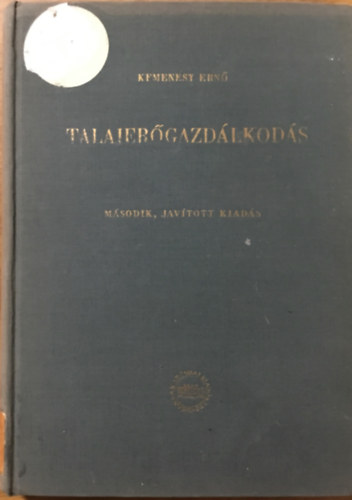 KEMENESY ERNŐ
TALAJERŐGAZDÁLKODÁS
MÁSODIK, JAVÍTOTT KIADÁS